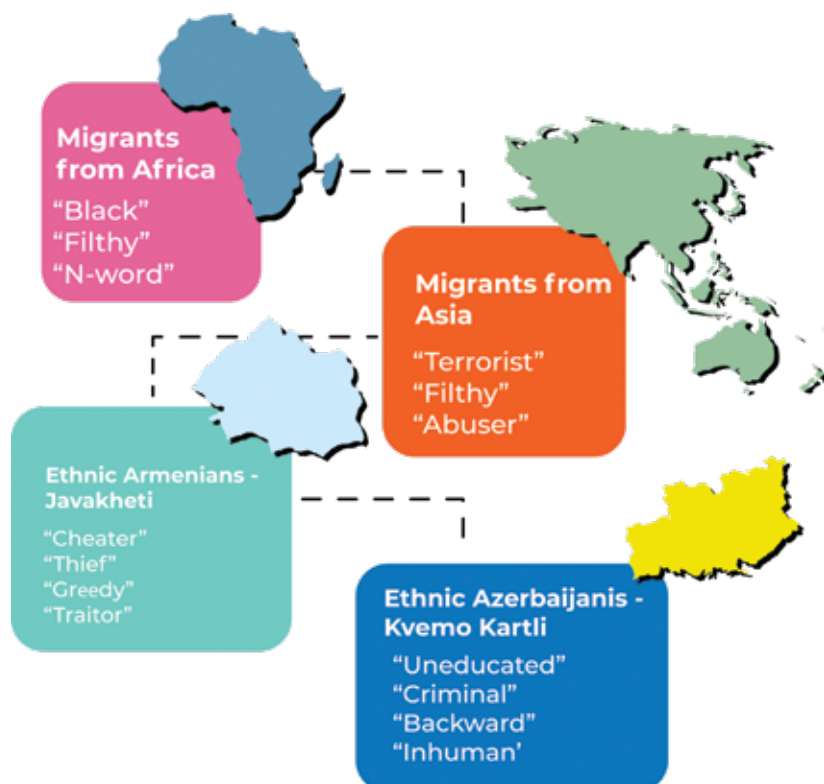 Migrants
from Africa
“Black”
“Filthy”
“N-word”
Migrants from
Asia
“Terrorist”
“Filthy”
“Abuser”
Ethnic Armenians -
Javakheti
“Cheater”
“Thief”
“Greedy”
“Traitor”
Ethnic Azerbaijanis -
Kvemo Kartli
“Uneducated”
“Criminal”
“Backward”
“Inhuman’